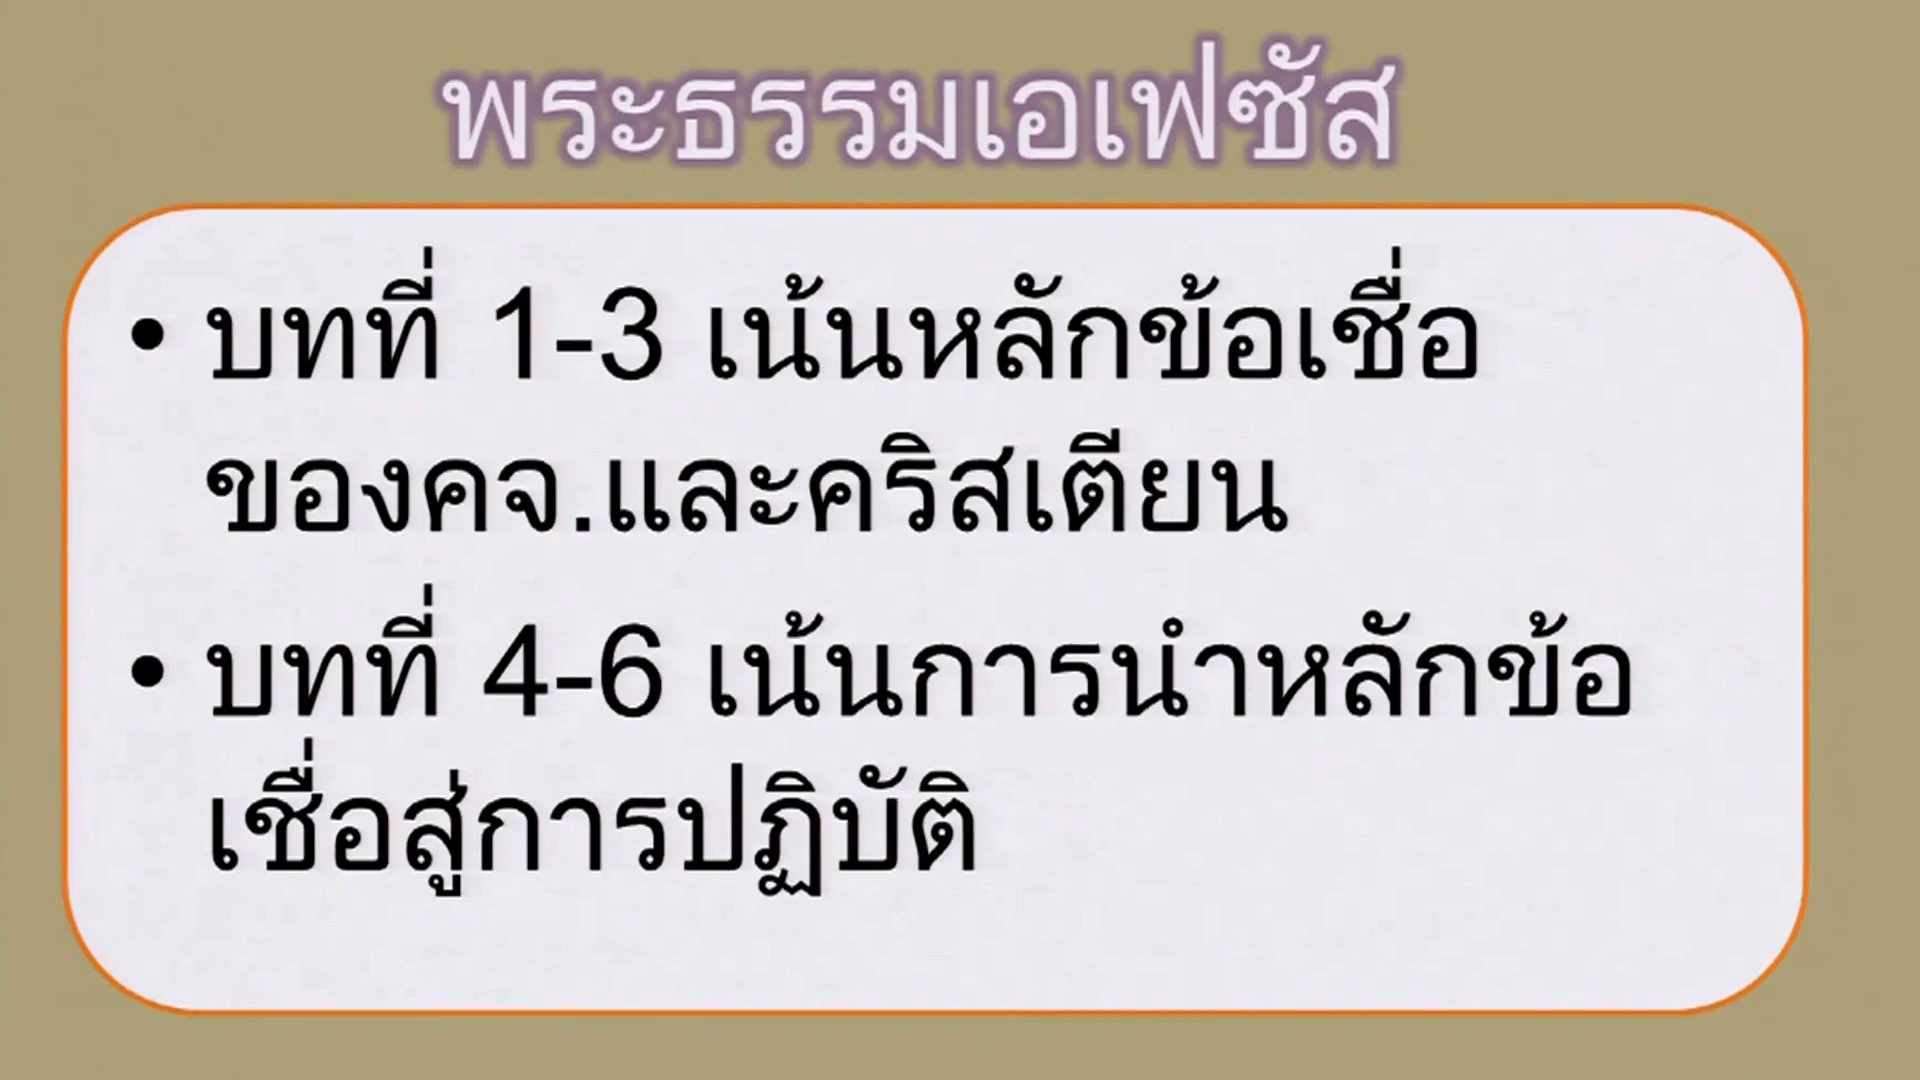 พระธรรมเอเฟซัส
• บทที่ 1-3 เน้นหลักข้อเชื่อ
ของคจ.และคริสเตียน
• บทที่ 4-6 เน้นการนำหลักข้อ
เชื่อสู่การปฏิบัติ